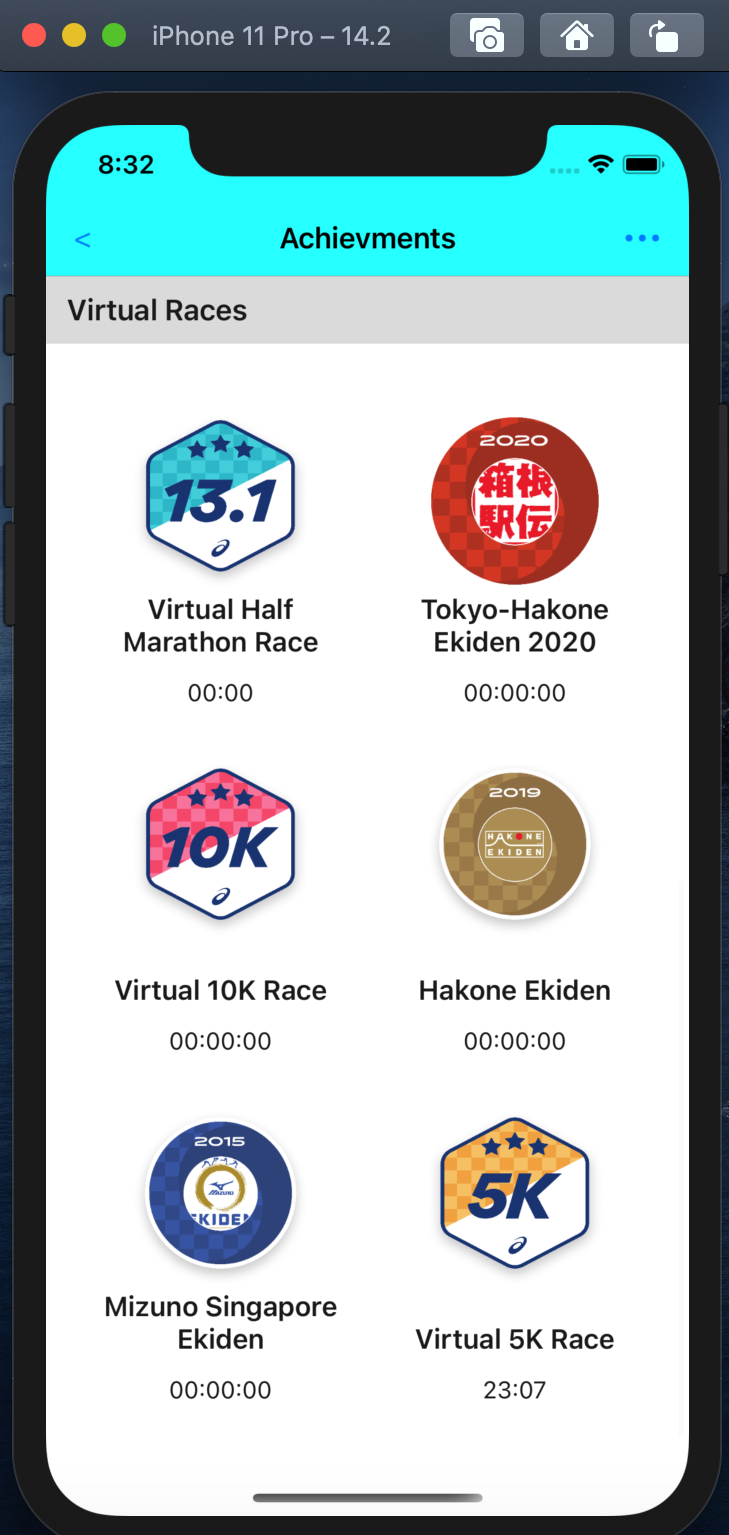 iPhone 11 Pro – 14.2
8:32
<
Achievments
•••
Virtual Races
13.1
2020
箱根
駅伝
Virtual Half
Marathon Race
Tokyo-Hakone
Ekiden 2020
00:00
00:00:00
10K
2019
HAKONE
EKIDEN
Virtual 10K Race
Hakone Ekiden
00:00:00
00:00:00
2015
MIZUNO
EKIDEN
5K
Mizuno Singapore
Ekiden
Virtual 5K Race
00:00:00
23:07